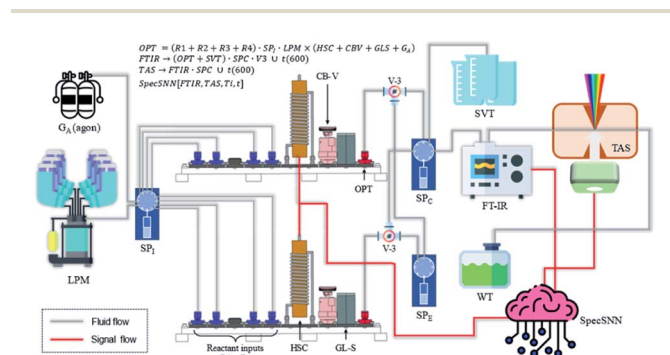 OPT = (R1 + R2 + R3 + R4) · SP_I · LPM × (HSC + CBV + GLS + G_A)
FTIR → (OPT + SVT) · SPC · V3 ∪ t(600)
TAS → FTIR · SPC ∪ t(600)
SpecSNN[FTIR, TAS, Ti, t]
CB-V
V-3
SVT
G_A (agon)
OPT
SP_C
FT-IR
TAS
SP_I
LPM
V-3
SP_E
WT
SpecSNN
Fluid flow
Signal flow
Reactant inputs
HSC
GL-S